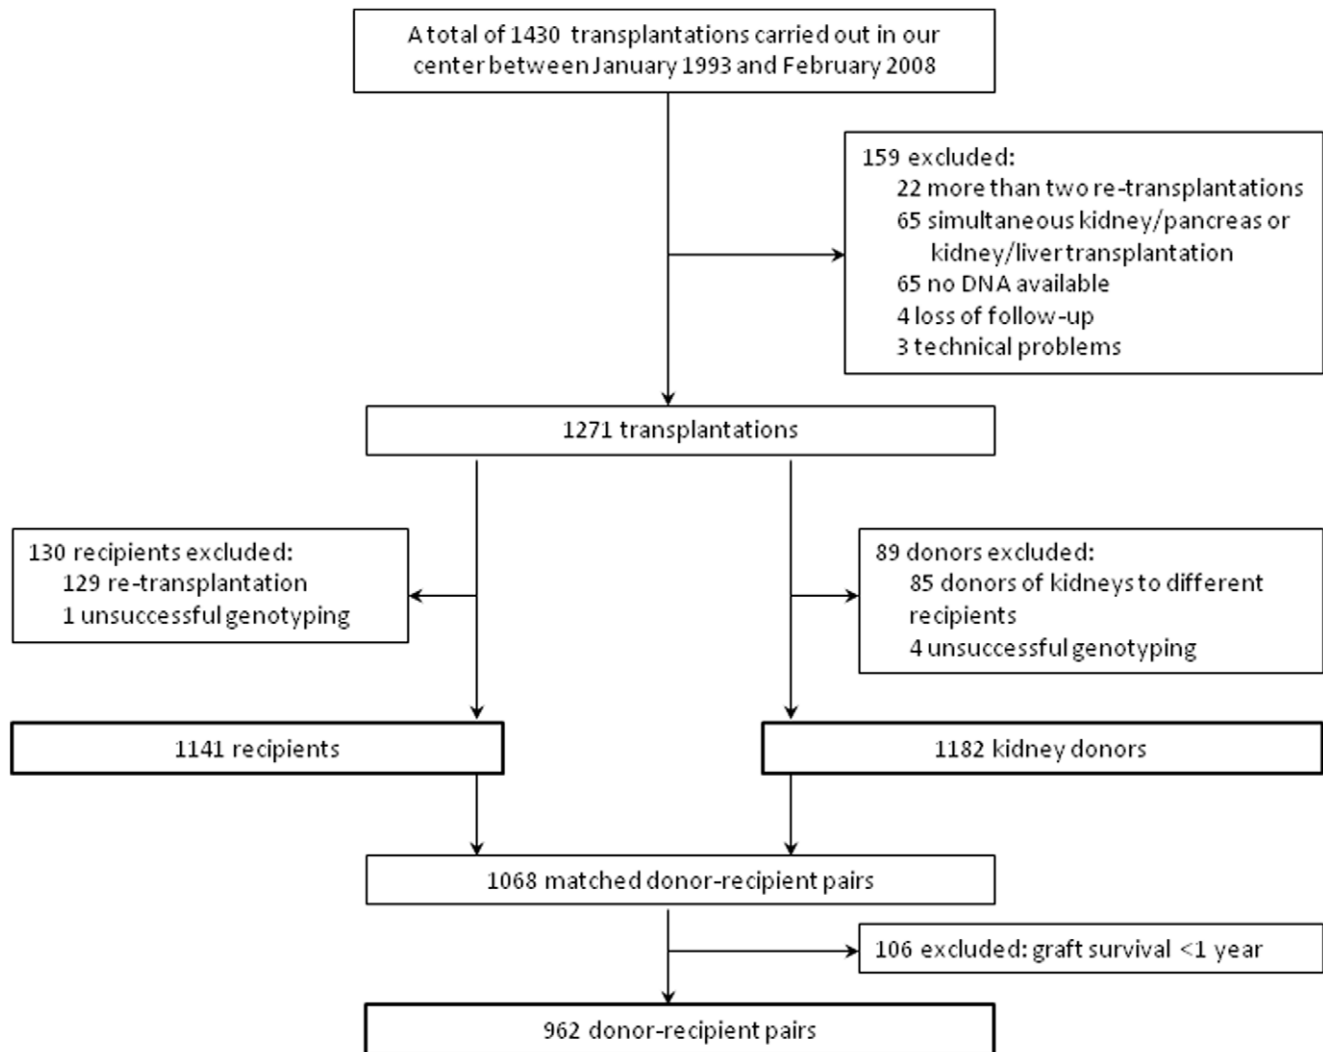 A total of 1430 transplantations carried out in our
center between January 1993 and February 2008
159 excluded:
22 more than two re-transplantations
65 simultaneous kidney/pancreas or
kidney/liver transplantation
65 no DNA available
4 loss of follow-up
3 technical problems
1271 transplantations
130 recipients excluded:
129 re-transplantation
1 unsuccessful genotyping
89 donors excluded:
85 donors of kidneys to different
recipients
4 unsuccessful genotyping
1141 recipients
1182 kidney donors
1068 matched donor-recipient pairs
106 excluded: graft survival <1 year
962 donor-recipient pairs